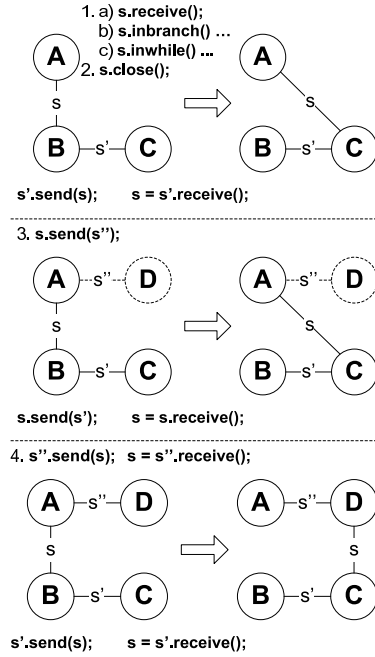 1. a) s.receive();
b) s.inbranch() ...
c) s.inwhile() ...
2. s.close();
A
s
B s' C
A
s
B s' C
s'.send(s); s = s'.receive();
3. s.send(s'');
A s'' D
s
B s' C
A s'' D
s
B s' C
s.send(s'); s = s.receive();
4. s''.send(s); s = s''.receive();
A s'' D
s
B s' C
A s'' D
s
B s' C
s'.send(s); s = s'.receive();